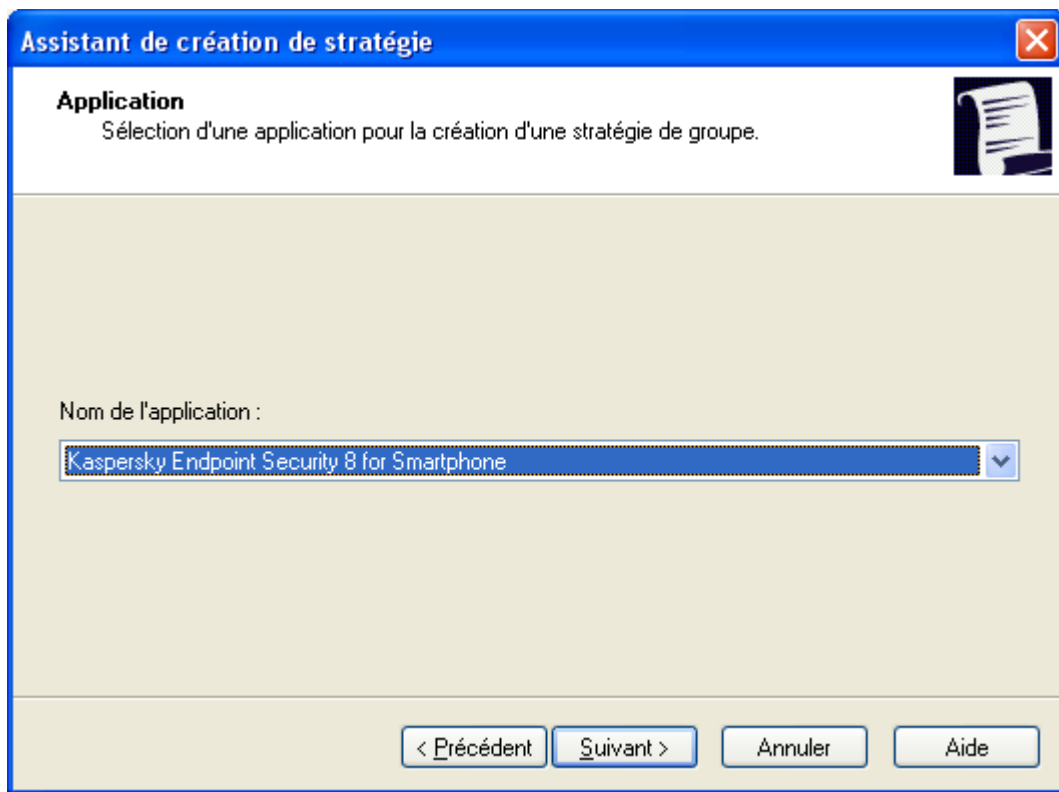 Assistant de création de stratégie
Application
Sélection d'une application pour la création d'une stratégie de groupe.
Nom de l'application :
Kaspersky Endpoint Security 8 for Smartphone
< Précédent
Suivant >
Annuler
Aide